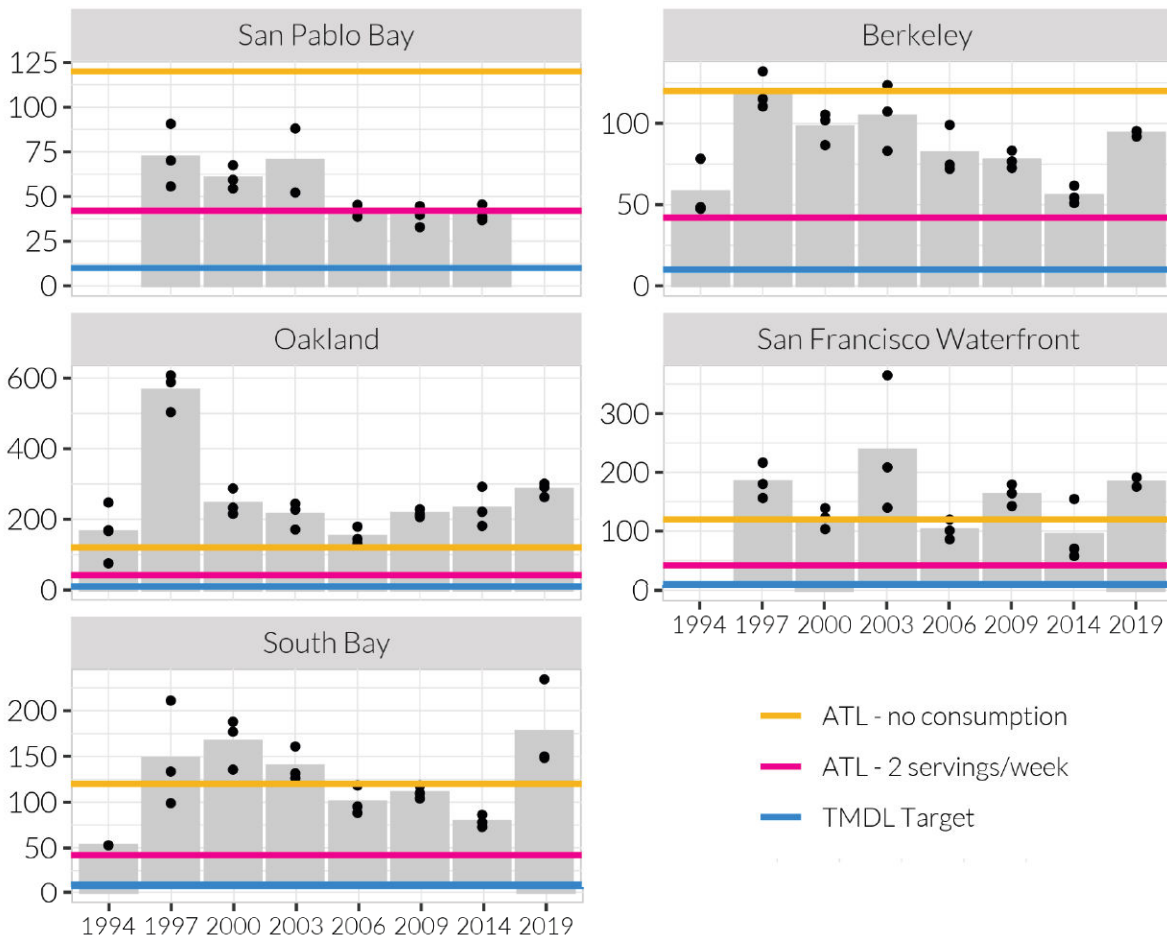 San Pablo Bay
Berkeley
125
100
75
50
25
0
100
50
0
Oakland
San Francisco Waterfront
600
400
200
0
300
200
100
0
1994 1997 2000 2003 2006 2009 2014 2019
South Bay
200
150
100
50
0
1994 1997 2000 2003 2006 2009 2014 2019
ATL - no consumption
ATL - 2 servings/week
TMDL Target